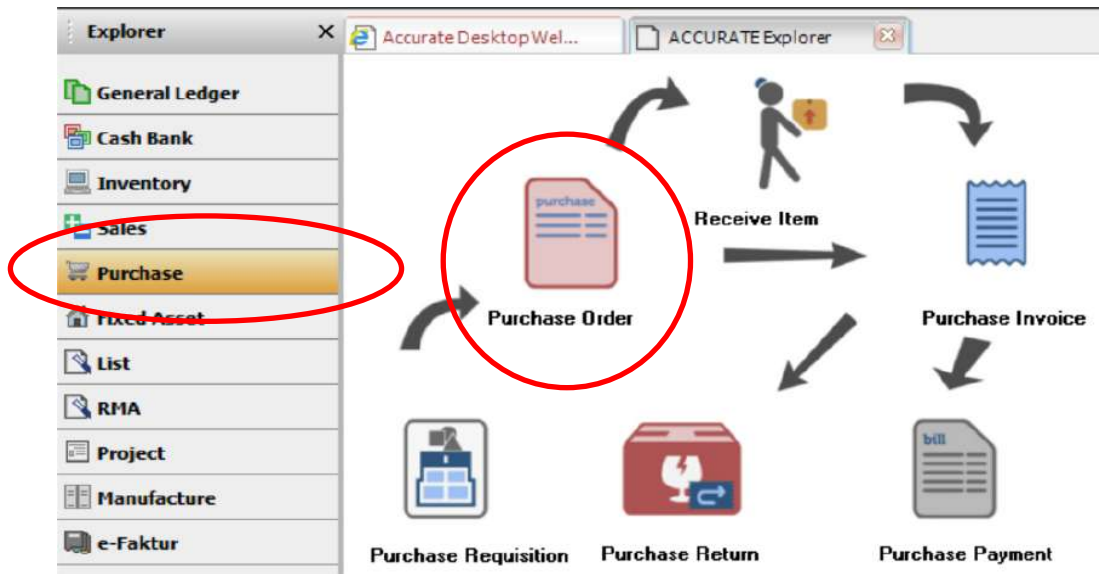 Explorer
Accurate Desktop Wel...
ACCURATE Explorer
General Ledger
Cash Bank
Inventory
Sales
Purchase
Fixed Asset
List
RMA
Project
Manufacture
e-Faktur
purchase
Receive Item
Purchase Order
Purchase Invoice
bill
Purchase Requisition
Purchase Return
Purchase Payment